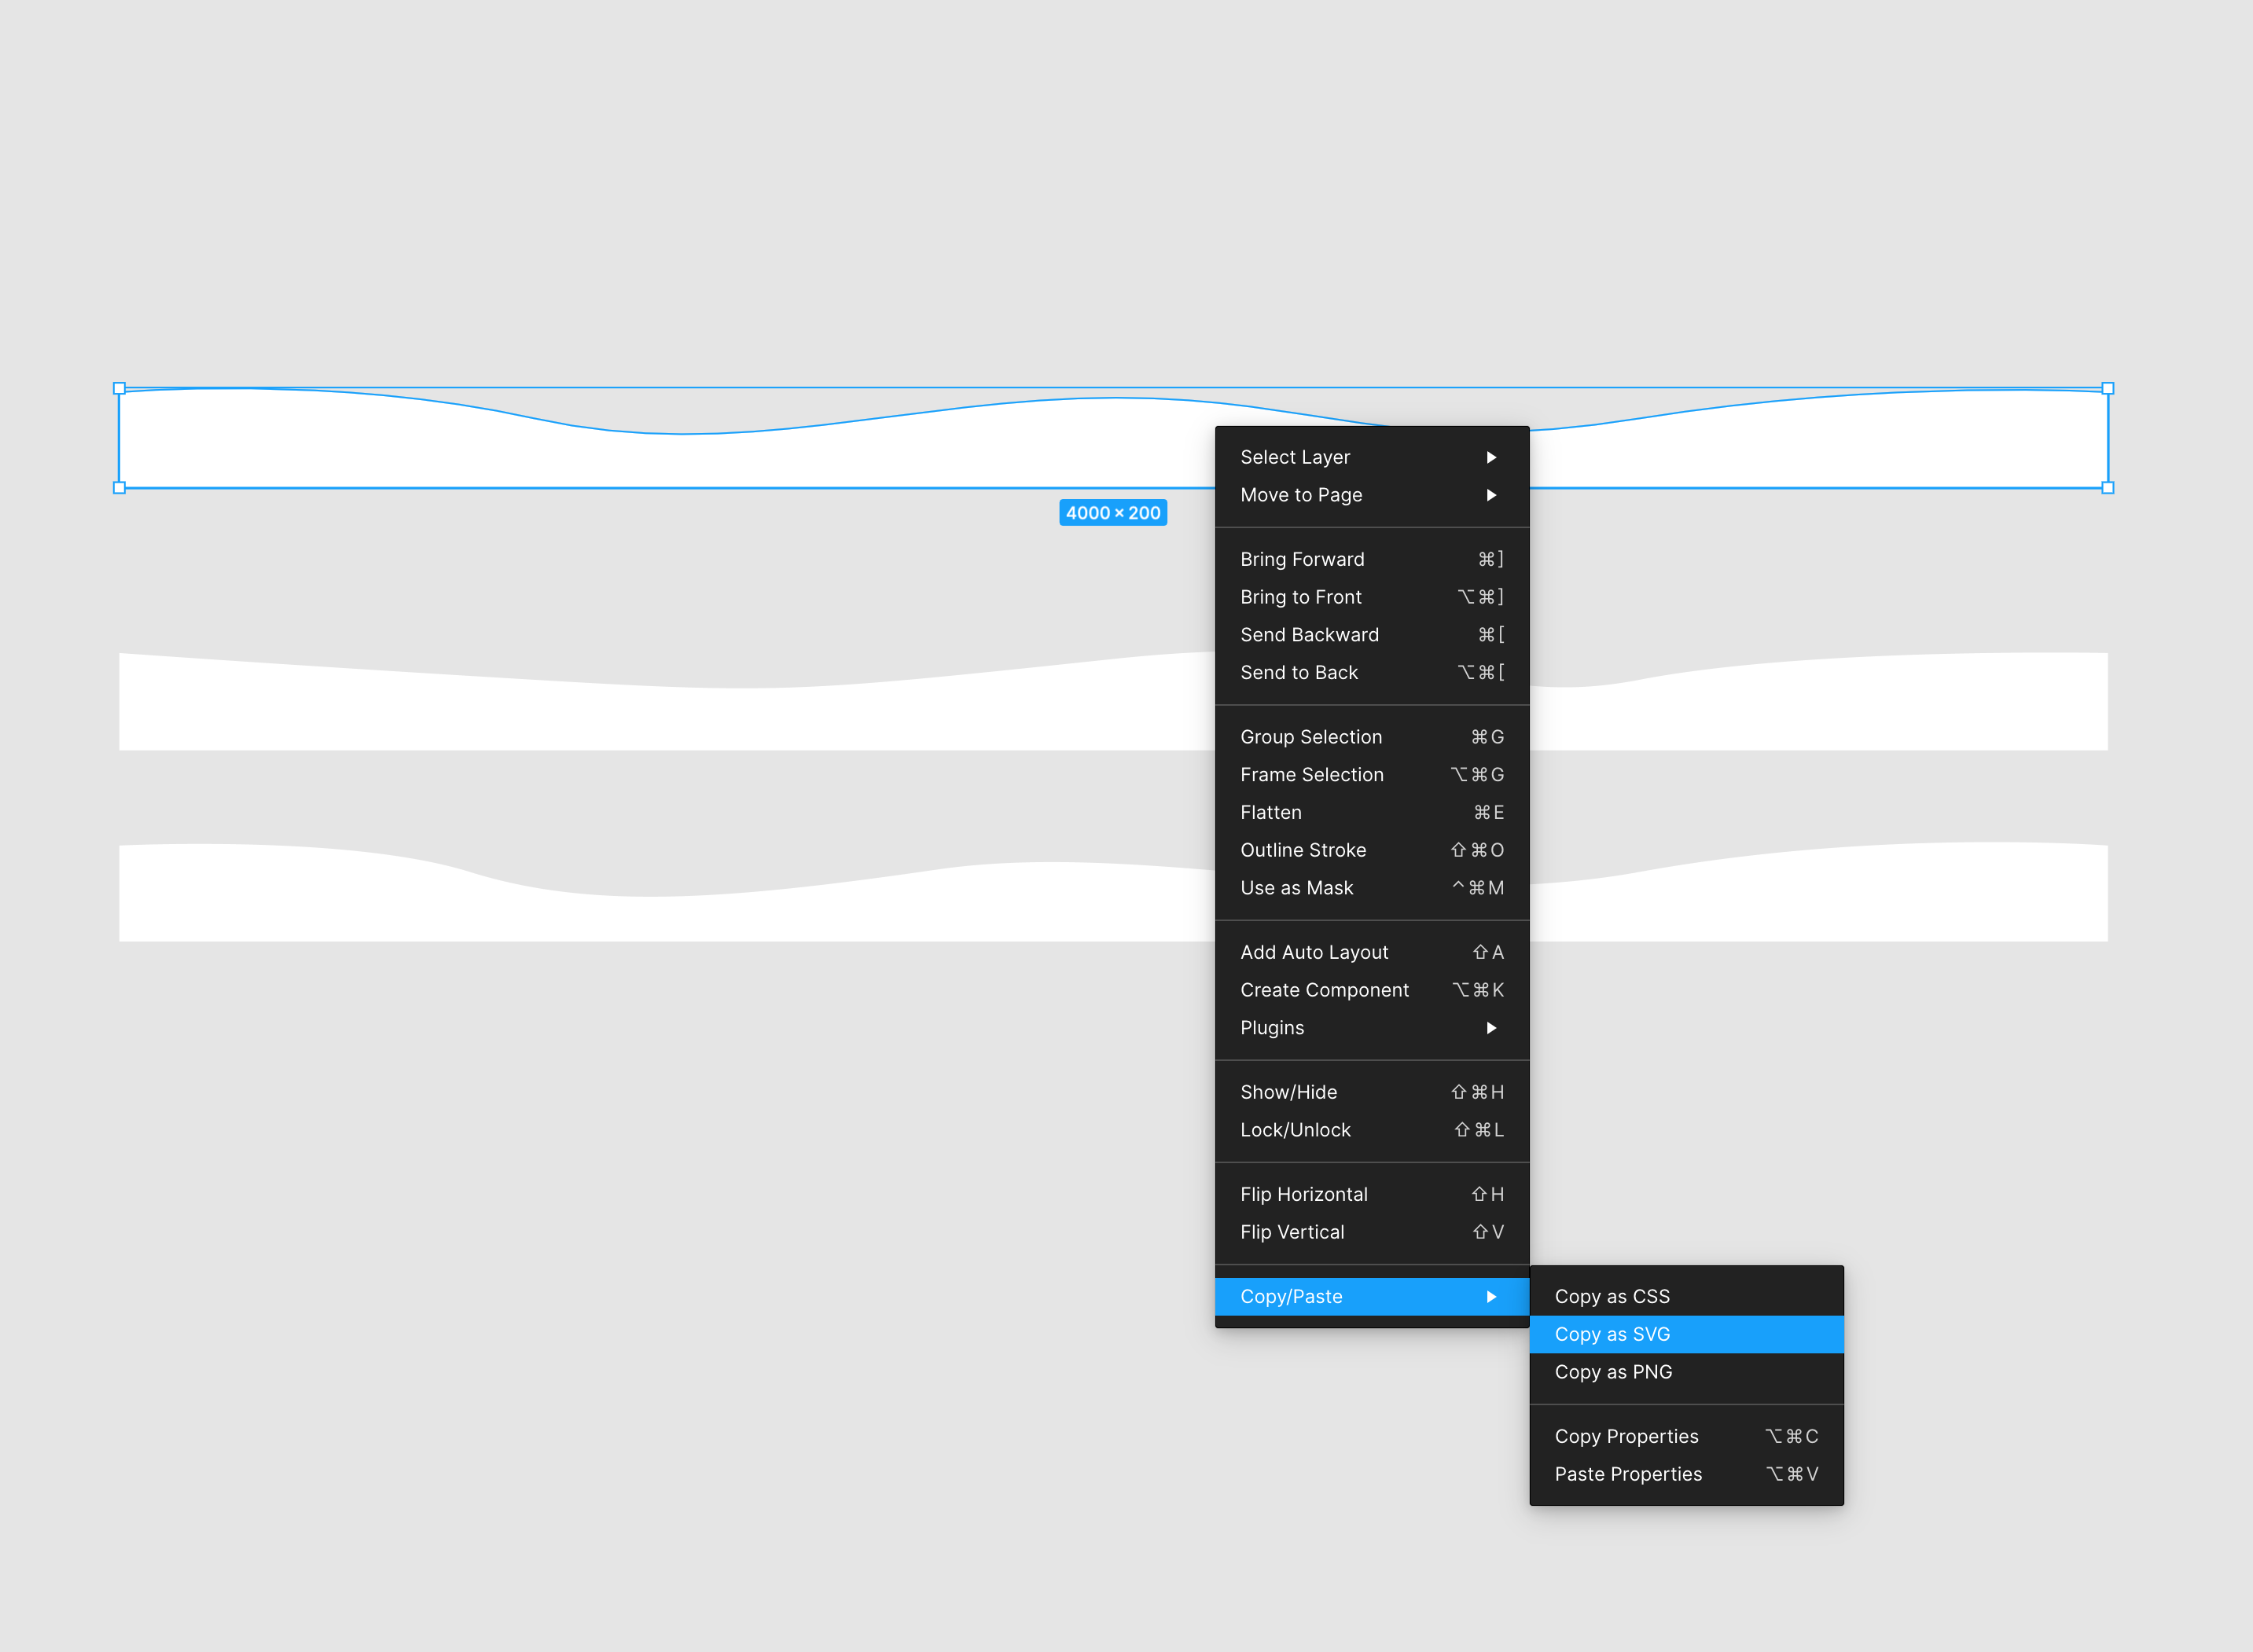 4000 × 200
Select Layer ▶
Move to Page ▶
Bring Forward ⌘]
Bring to Front ⌥⌘]
Send Backward ⌘[
Send to Back ⌥⌘[
Group Selection ⌘G
Frame Selection ⌥⌘G
Flatten ⌘E
Outline Stroke ⇧⌘O
Use as Mask ^⌘M
Add Auto Layout ⇧A
Create Component ⌥⌘K
Plugins ▶
Show/Hide ⇧⌘H
Lock/Unlock ⇧⌘L
Flip Horizontal ⇧H
Flip Vertical ⇧V
Copy/Paste ▶
Copy as CSS
Copy as SVG
Copy as PNG
Copy Properties ⌥⌘C
Paste Properties ⌥⌘V